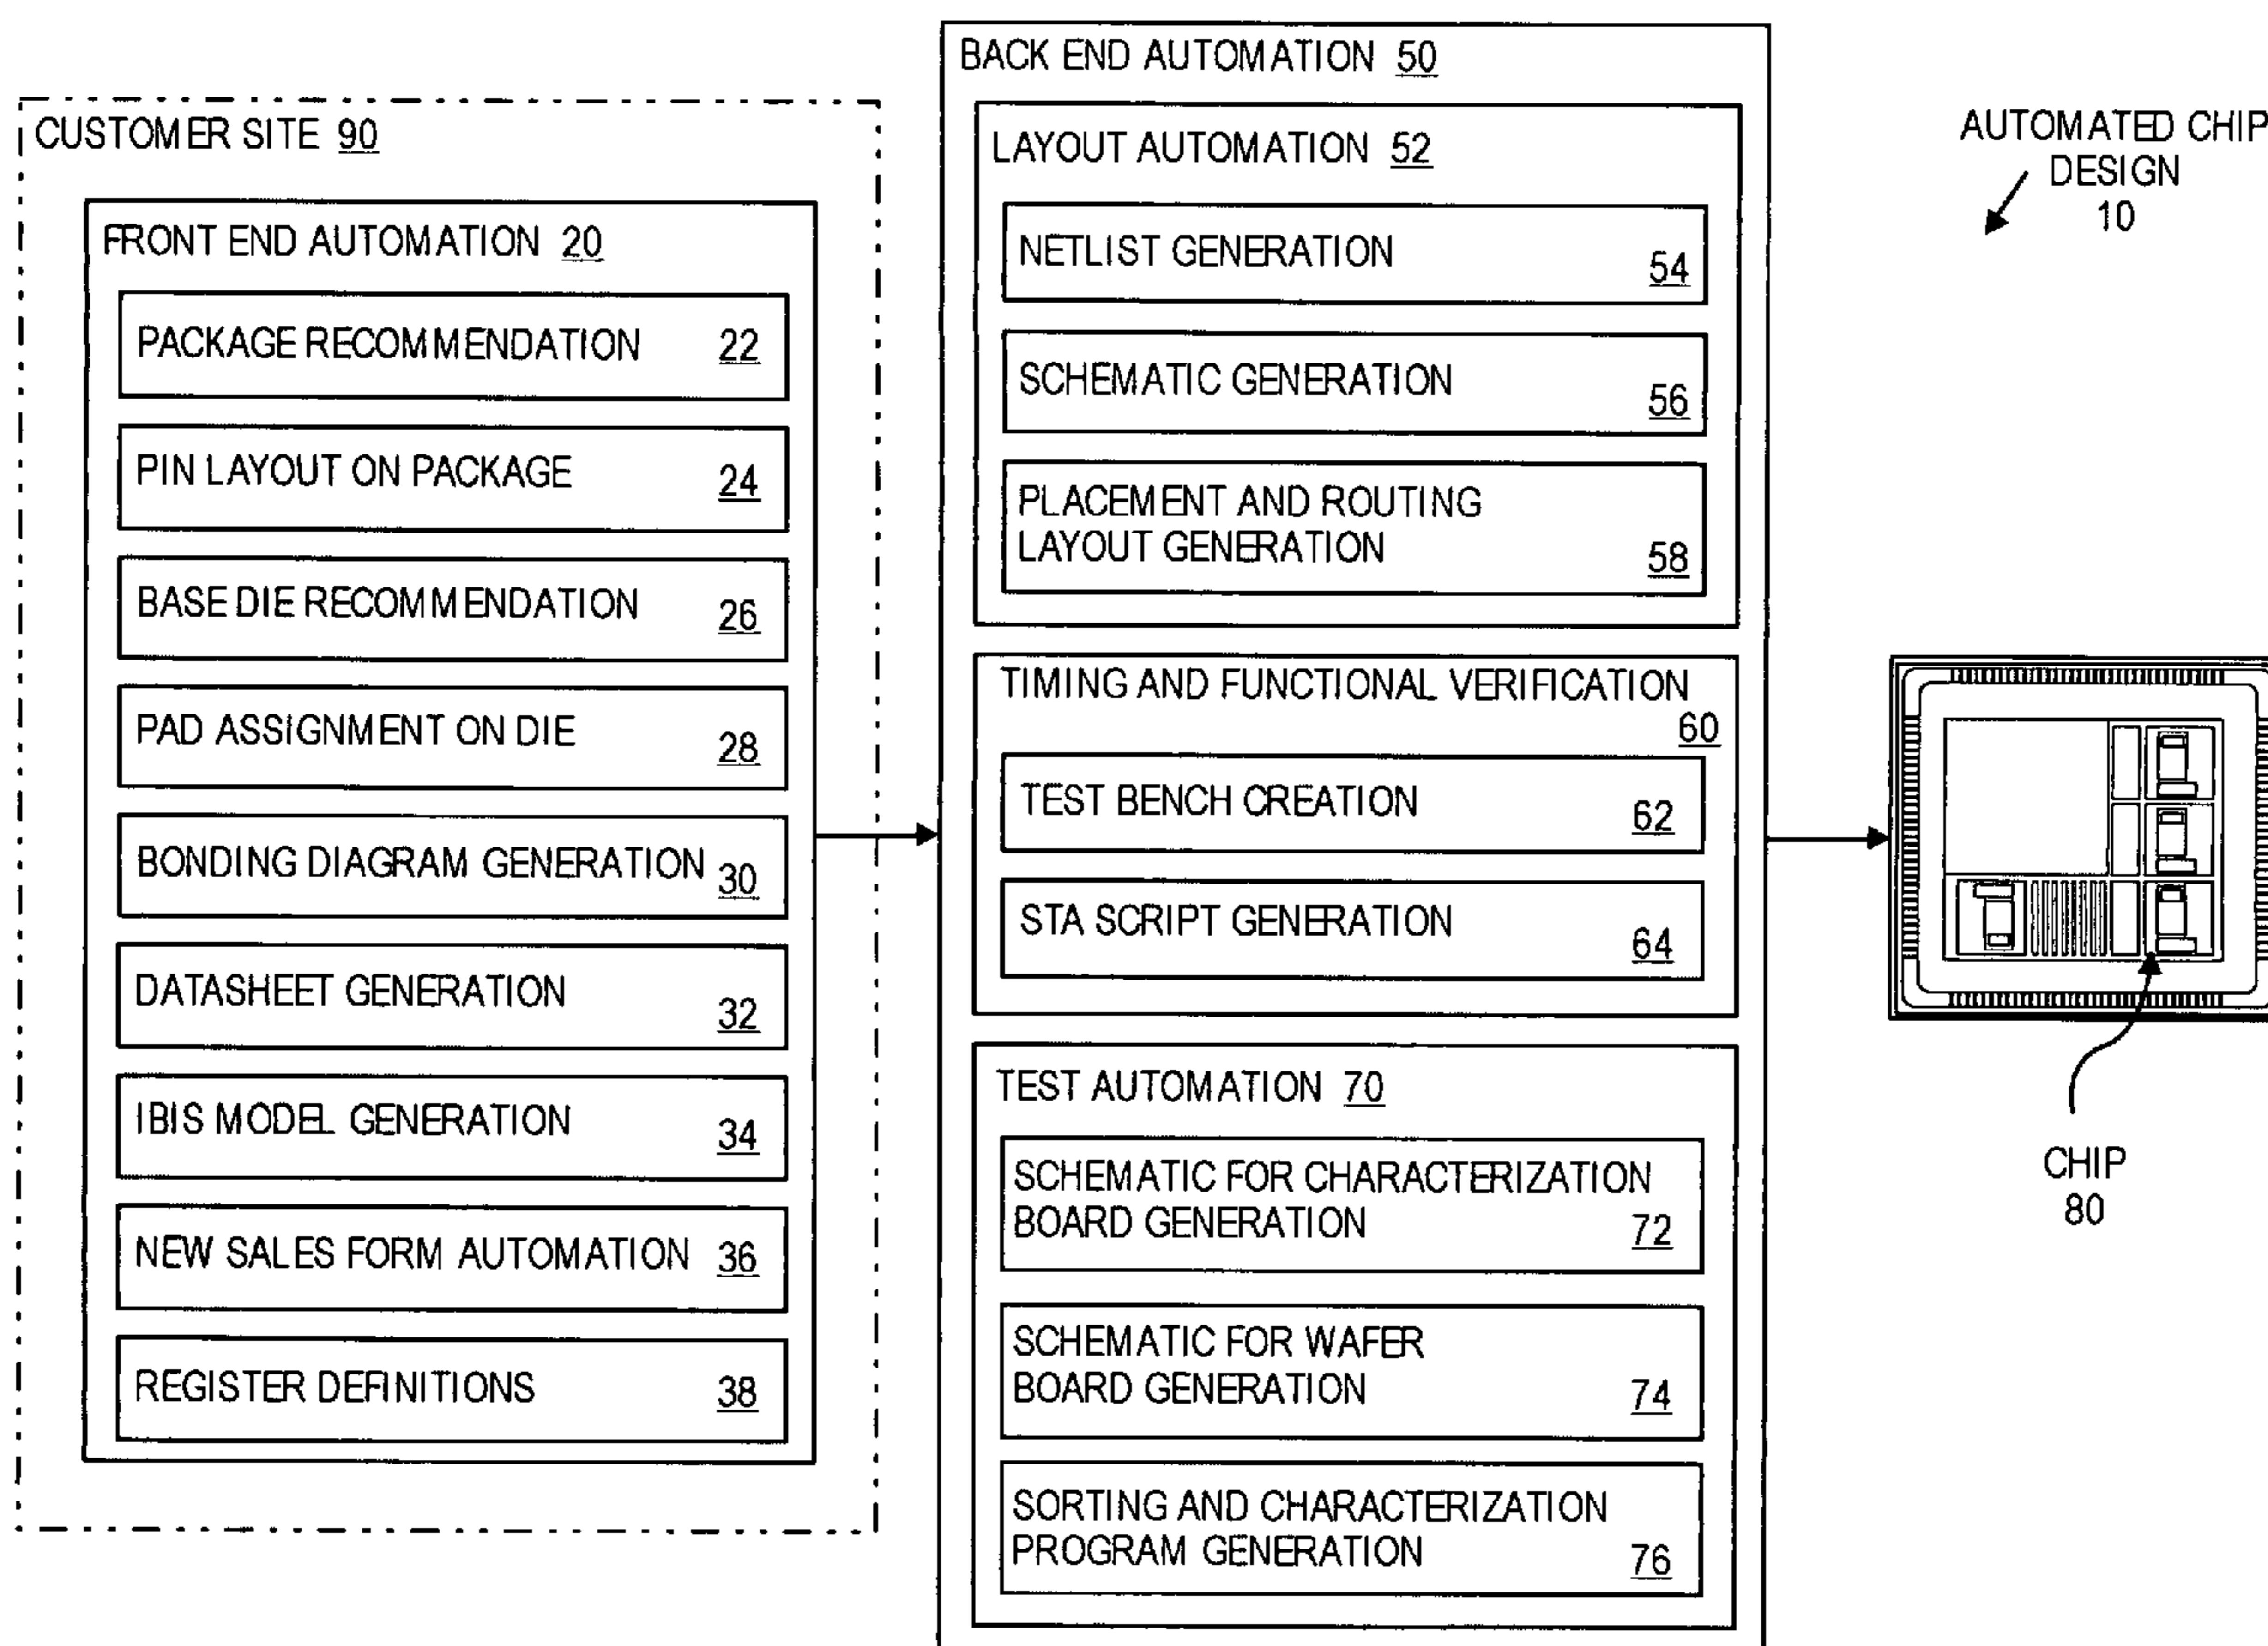 CUSTOMER SITE 90
FRONT END AUTOMATION 20
PACKAGE RECOMMENDATION 22
PIN LAYOUT ON PACKAGE 24
BASE DIE RECOMMENDATION 26
PAD ASSIGNMENT ON DIE 28
BONDING DIAGRAM GENERATION 30
DATASHEET GENERATION 32
IBIS MODEL GENERATION 34
NEW SALES FORM AUTOMATION 36
REGISTER DEFINITIONS 38
BACK END AUTOMATION 50
LAYOUT AUTOMATION 52
NETLIST GENERATION 54
SCHEMATIC GENERATION 56
PLACEMENT AND ROUTING
LAYOUT GENERATION 58
TIMING AND FUNCTIONAL VERIFICATION
60
TEST BENCH CREATION 62
STA SCRIPT GENERATION 64
TEST AUTOMATION 70
SCHEMATIC FOR CHARACTERIZATION
BOARD GENERATION 72
SCHEMATIC FOR WAFER
BOARD GENERATION 74
SORTING AND CHARACTERIZATION
PROGRAM GENERATION 76
AUTOMATED CHIP
DESIGN
10
CHIP
80